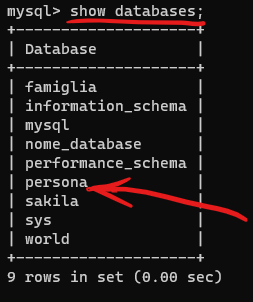 mysql> show databases;
+--------------------+
| Database           |
+--------------------+
| famiglia           |
| information_schema |
| mysql              |
| nome_database      |
| performance_schema |
| persona            |
| sakila             |
| sys                |
| world              |
+--------------------+
9 rows in set (0.00 sec)